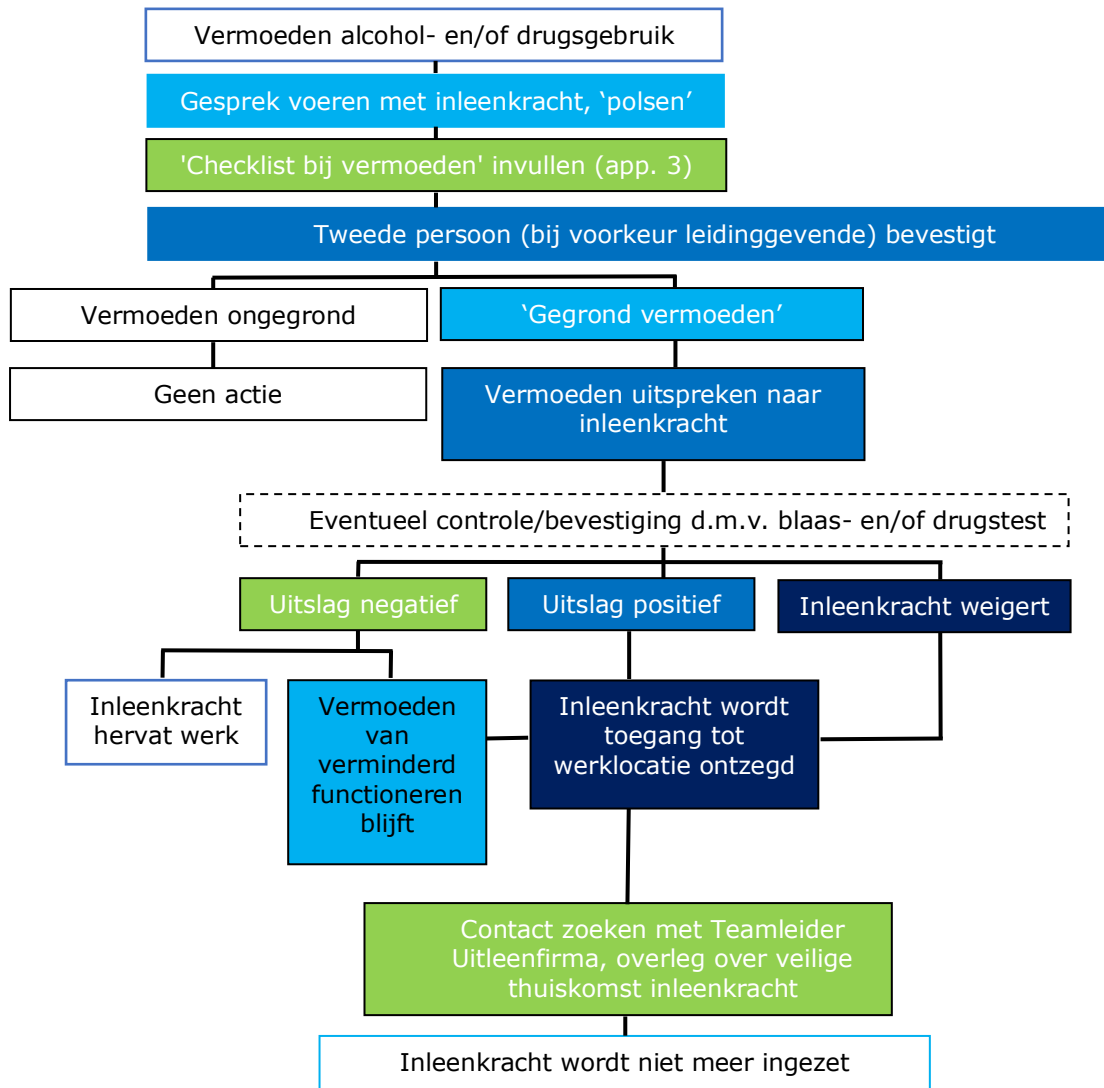 Vermoeden alcohol- en/of drugsgebruik
Gesprek voeren met inleenkracht, ‘polsen’
'Checklist bij vermoeden' invullen (app. 3)
Tweede persoon (bij voorkeur leidinggevende) bevestigt
Vermoeden ongegrond
‘Gegrond vermoeden’
Geen actie
Vermoeden uitspreken naar
inleenkracht
Eventueel controle/bevestiging d.m.v. blaas- en/of drugstest
Uitslag negatief
Uitslag positief
Inleenkracht weigert
Inleenkracht
hervat werk
Vermoeden
van
verminderd
functioneren
blijft
Inleenkracht wordt
toegang tot
werklocatie ontzegd
Contact zoeken met Teamleider
Uitleenfirma, overleg over veilige
thuiskomst inleenkracht
Inleenkracht wordt niet meer ingezet